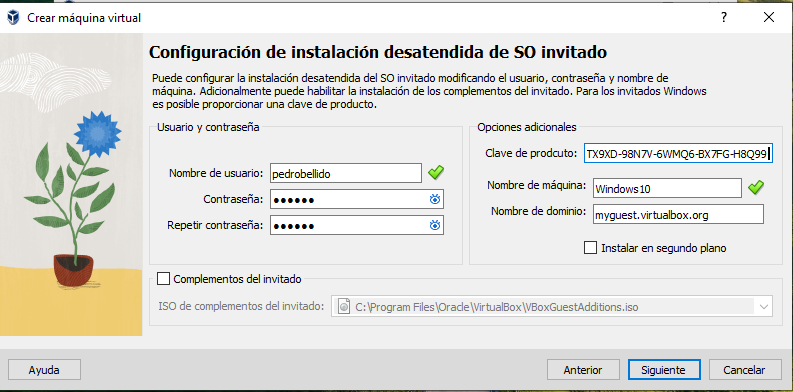 Crear máquina virtual
Configuración de instalación desatendida de SO invitado
Puede configurar la instalación desatendida del SO invitado modificando el usuario, contraseña y nombre de
máquina. Adicionalmente puede habilitar la instalación de los complementos del invitado. Para los invitados Windows
es posible proporcionar una clave de producto.
Usuario y contraseña
Nombre de usuario: pedrobellido
Contraseña: ●●●●●●
Repetir contraseña: ●●●●●●
Opciones adicionales
Clave de prodcuto: TX9XD-98N7V-6WMQ6-BX7FG-H8Q99
Nombre de máquina: Windows10
Nombre de dominio: myguest.virtualbox.org
Instalar en segundo plano
Complementos del invitado
ISO de complementos del invitado: C:\Program Files\Oracle\VirtualBox\VBoxGuestAdditions.iso
Ayuda
Anterior
Siguiente
Cancelar